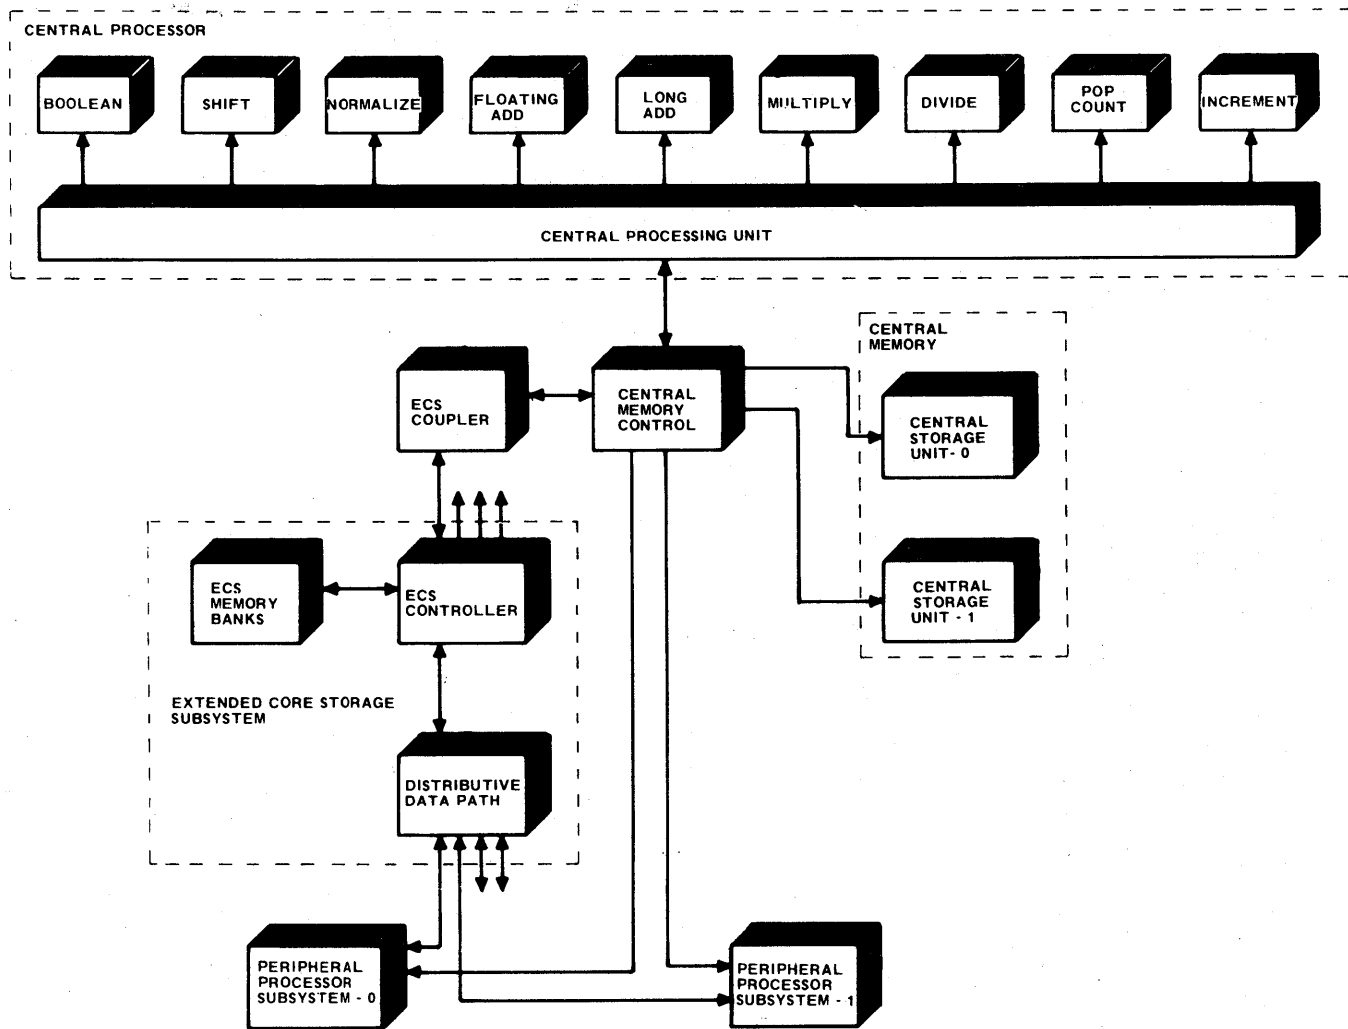 CENTRAL PROCESSOR
BOOLEAN
SHIFT
NORMALIZE
FLOATING
ADD
LONG
ADD
MULTIPLY
DIVIDE
POP
COUNT
INCREMENT
CENTRAL PROCESSING UNIT
CENTRAL
MEMORY
ECS
COUPLER
CENTRAL
MEMORY
CONTROL
CENTRAL
STORAGE
UNIT- 0
ECS
MEMORY
BANKS
ECS
CONTROLLER
CENTRAL
STORAGE
UNIT - 1
EXTENDED CORE STORAGE
SUBSYSTEM
DISTRIBUTIVE
DATA PATH
PERIPHERAL
PROCESSOR
SUBSYSTEM - 0
PERIPHERAL
PROCESSOR
SUBSYSTEM - 1